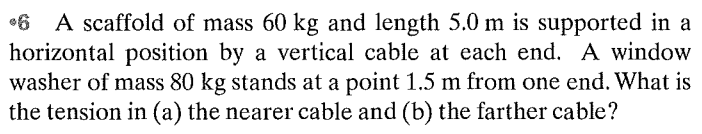 •6 A scaffold of mass 60 kg and length 5.0 m is supported in a
horizontal position by a vertical cable at each end. A window
washer of mass 80 kg stands at a point 1.5 m from one end. What is
the tension in (a) the nearer cable and (b) the farther cable?